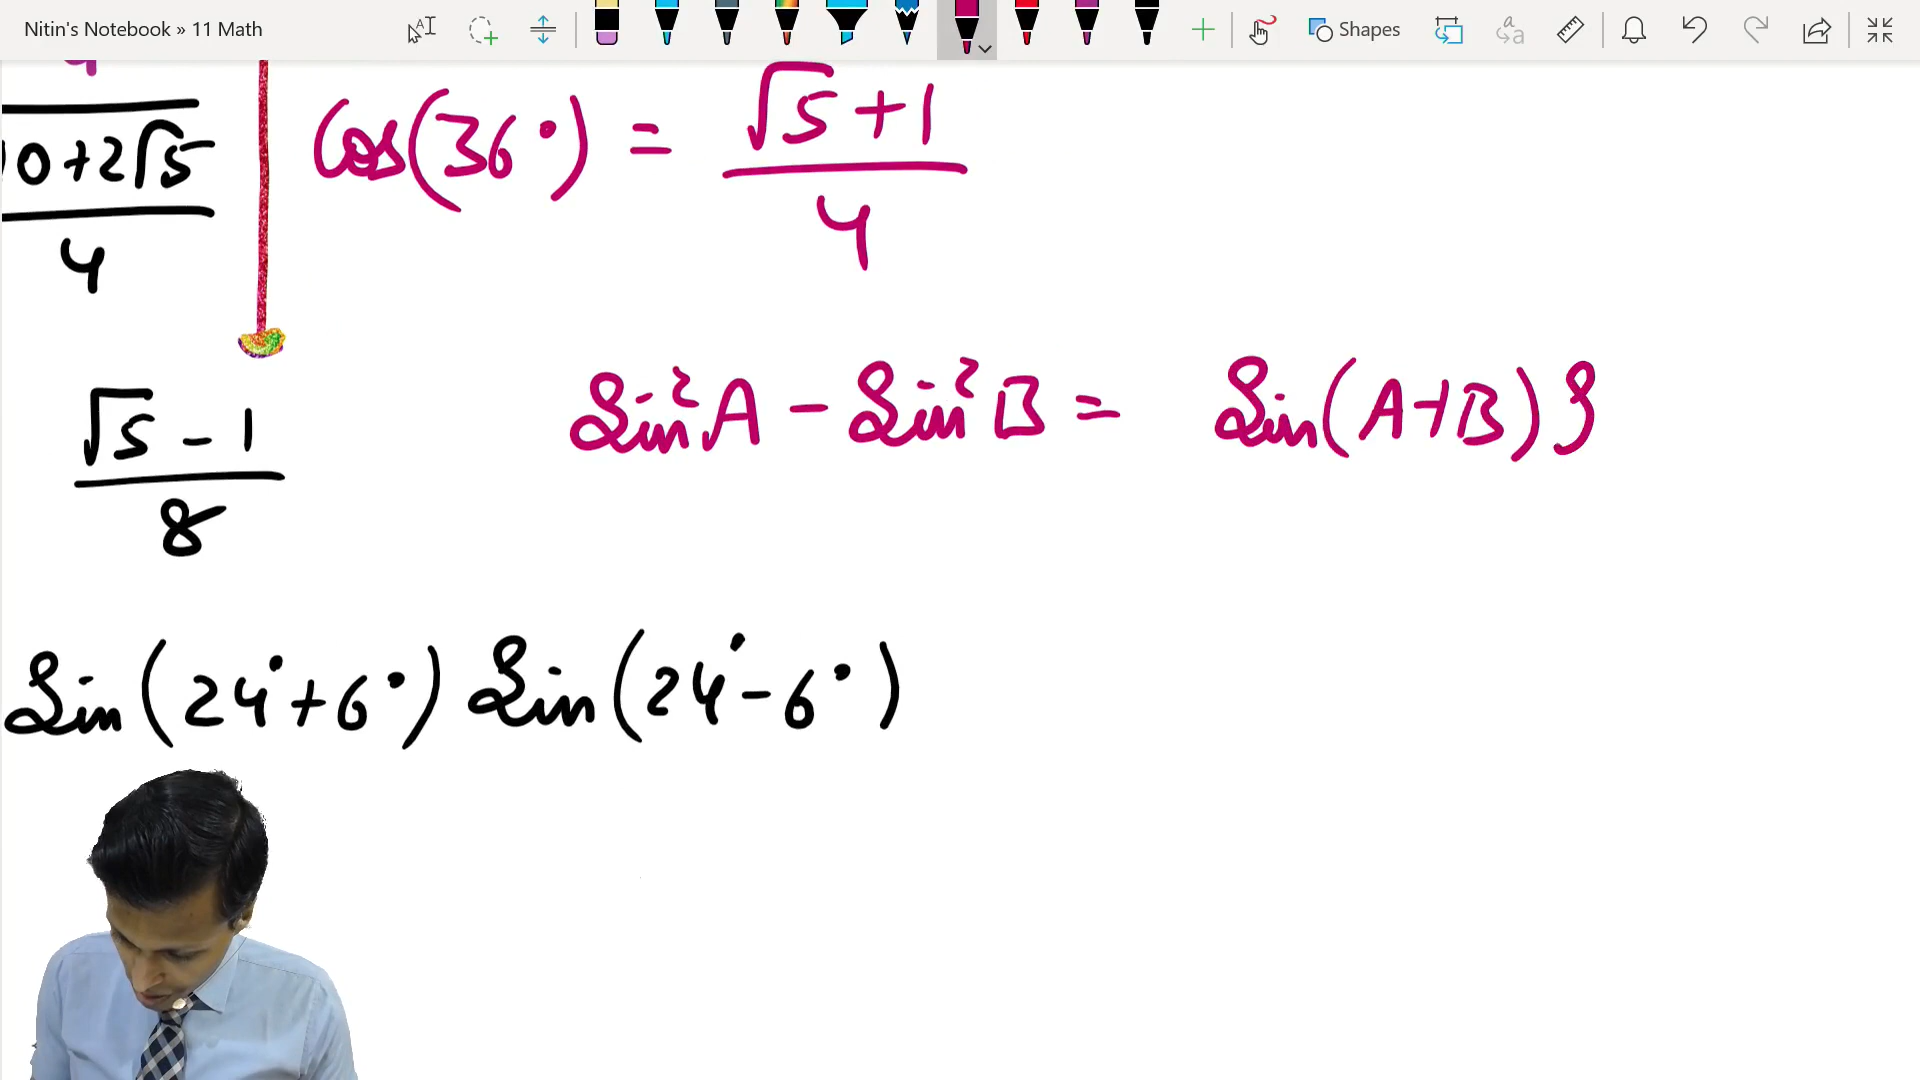 Nitin's Notebook » 11 Math
Shapes
10+2√5
4
Cos(36°) = √5+1
4
√5 - 1
8
Sin²A - Sin²B = Sin(A+B) S
Sin(24°+6°) Sin(24°-6°)